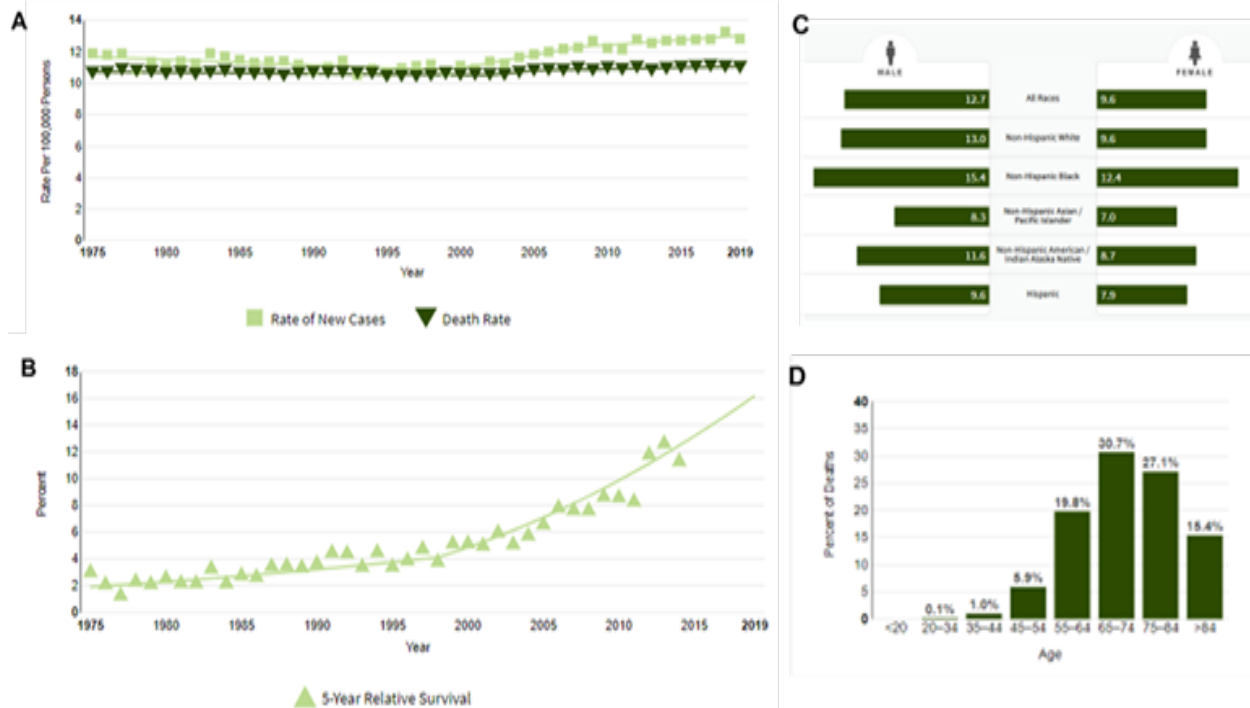 A
14
12
10
8
6
4
2
0
Rate Per 100,000 Persons
1975 1980 1985 1990 1995 2000 2005 2010 2015 2019
Year
Rate of New Cases Death Rate
B
18
16
14
12
10
8
6
4
2
0
Percent
1975 1980 1985 1990 1995 2000 2005 2010 2015 2019
Year
5-Year Relative Survival
C
MALE FEMALE
12.7 All Races 9.6
13.0 Non-Hispanic White 9.6
15.4 Non-Hispanic Black 12.4
8.3 Non-Hispanic Asian / 7.0
Pacific Islander
11.6 Non-Hispanic American / 8.7
Indian Alaska Native
9.6 Hispanic 7.9
D
40
35
30
25
20
15
10
5
0
Percent of Deaths
0.1% 1.0% 5.9% 19.8% 30.7% 27.1% 15.4%
<20 20–34 35–44 45–54 55–64 65–74 75–84 >84
Age